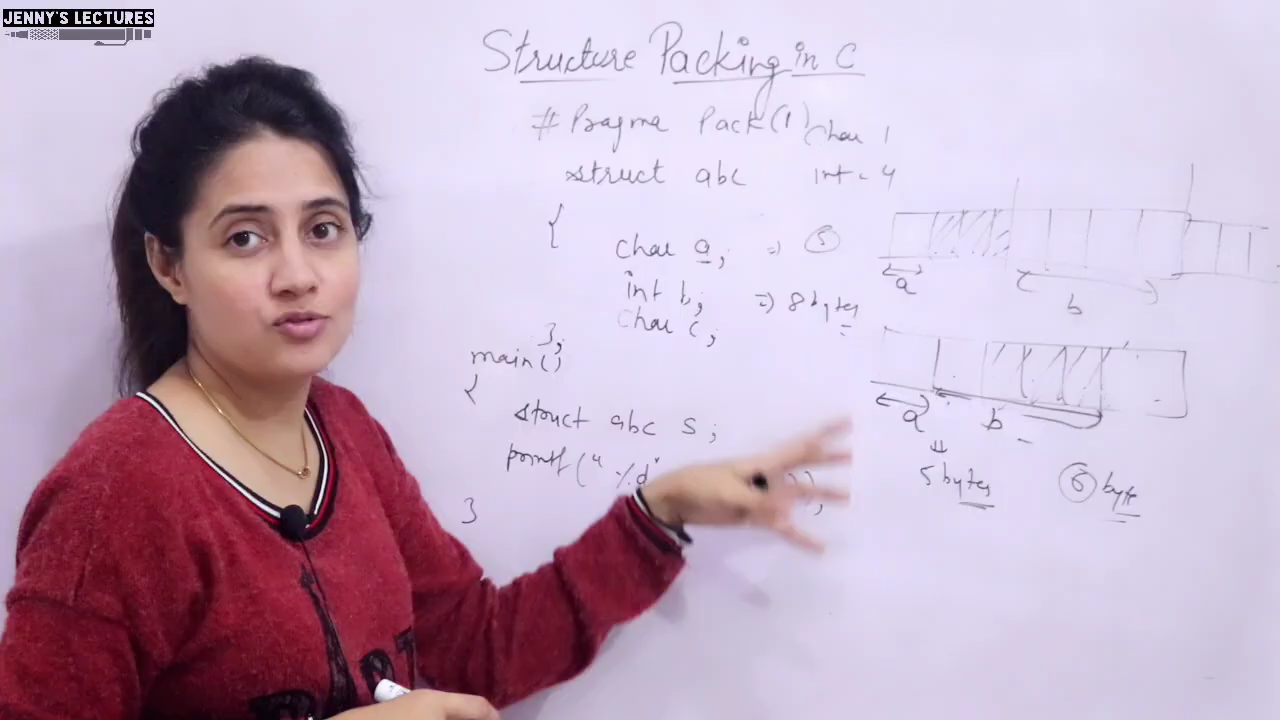 JENNY'S LECTURES
Structure Packing in C
# Pragma Pack(1)
char 1
struct abc
int = 4
{
char a; => 5
int b; => 8 bytes
char c;
};
main()
{
struct abc s;
printf("%d"
);
}
a
b
a
b
5 bytes
6 byte